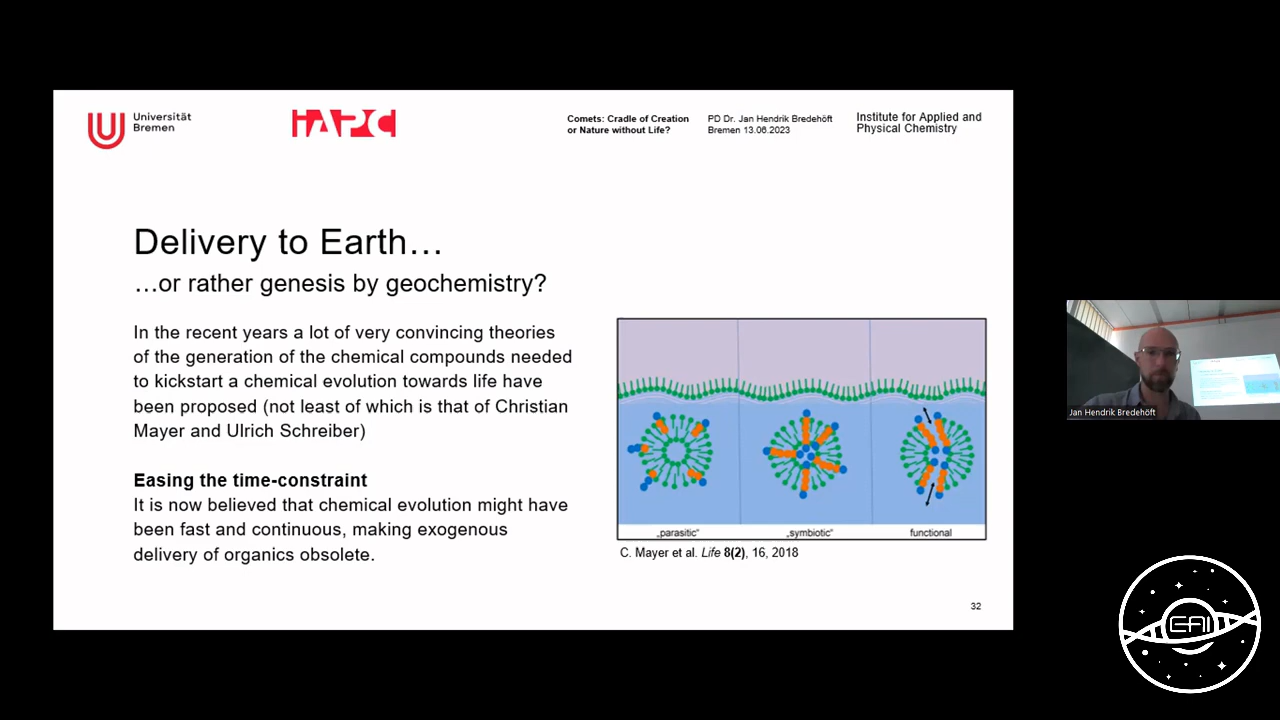 Universität
Bremen
iAPC
Comets: Cradle of Creation
or Nature without Life?
PD Dr. Jan Hendrik Bredehöft
Bremen 13.06.2023
Institute for Applied and
Physical Chemistry
Delivery to Earth…
…or rather genesis by geochemistry?
In the recent years a lot of very convincing theories
of the generation of the chemical compounds needed
to kickstart a chemical evolution towards life have
been proposed (not least of which is that of Christian
Mayer and Ulrich Schreiber)
Easing the time-constraint
It is now believed that chemical evolution might have
been fast and continuous, making exogenous
delivery of organics obsolete.
„parasitic“
„symbiotic“
functional
C. Mayer et al. Life 8(2), 16, 2018
32
Jan Hendrik Bredehöft
EAI